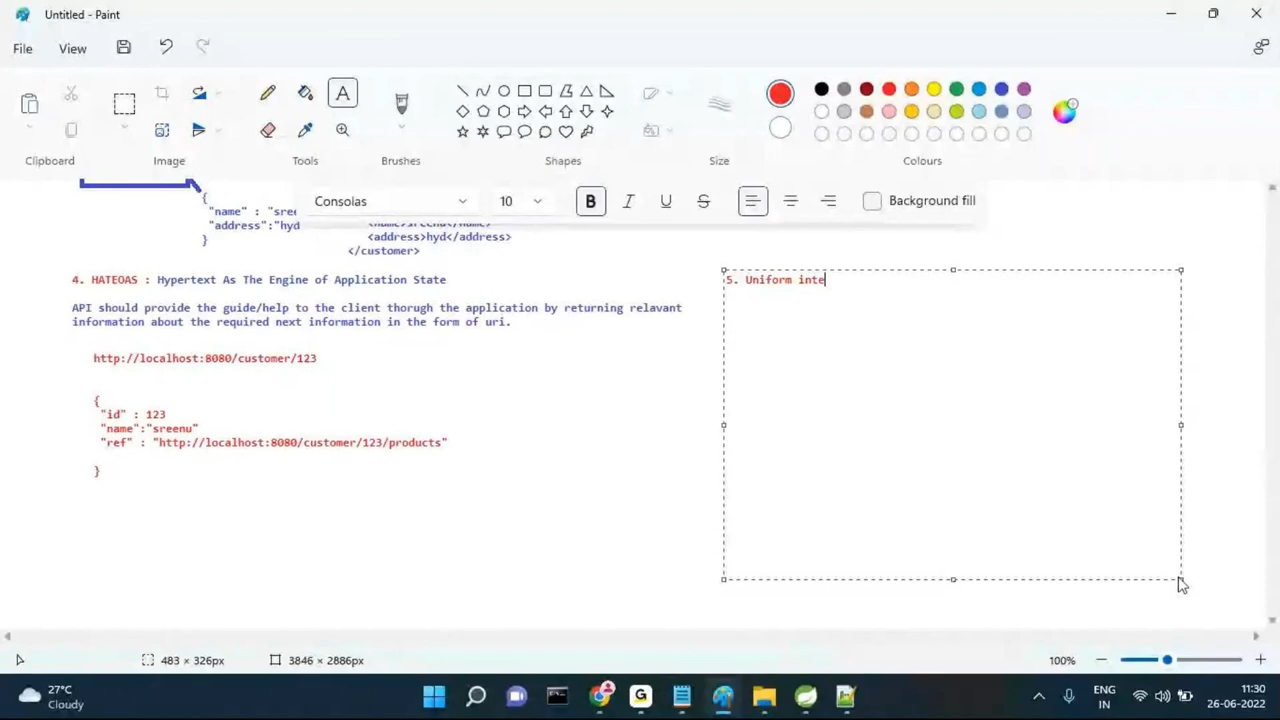 Untitled - Paint
File
View
Clipboard
Image
Tools
Brushes
Shapes
Size
Colours
Consolas
10
B
Background fill
{
"name" : "sree
"address":"hyd
}
<address>hyd</address>
</customer>
4. HATEOAS : Hypertext As The Engine of Application State
API should provide the guide/help to the client thorugh the application by returning relavant
information about the required next information in the form of uri.
http://localhost:8080/customer/123
{
"id" : 123
"name":"sreenu"
"ref" : "http://localhost:8080/customer/123/products"
}
5. Uniform inte
483 × 326px
3846 × 2886px
100%
27°C
Cloudy
ENG
IN
11:30
26-06-2022